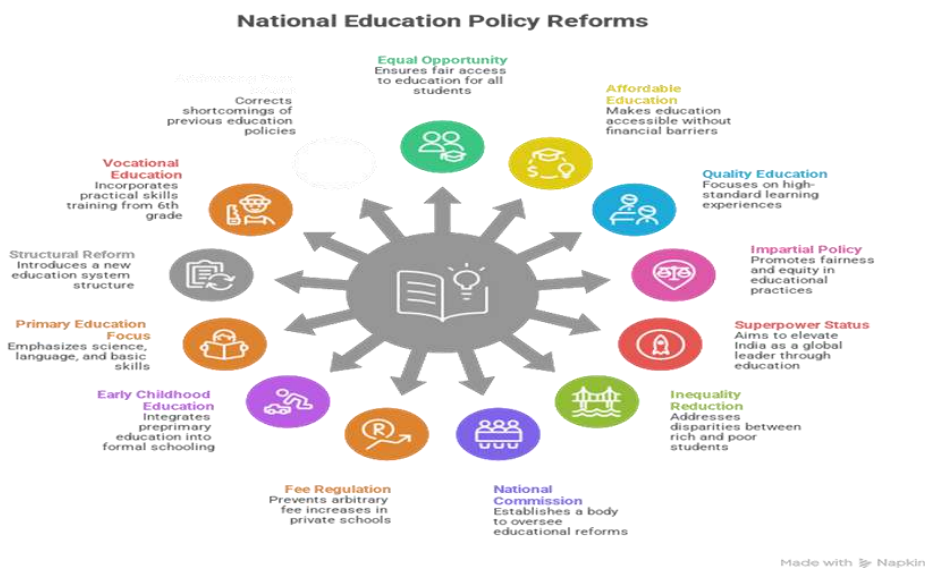 National Education Policy Reforms
Equal Opportunity
Ensures fair access
to education for all
students
Affordable
Education
Makes education
accessible without
financial barriers
Quality Education
Focuses on high-
standard learning
experiences
Impartial Policy
Promotes fairness
and equity in
educational
practices
Superpower Status
Aims to elevate
India as a global
leader through
education
Inequality
Reduction
Addresses
disparities between
rich and poor
students
National
Commission
Establishes a body
to oversee
educational reforms
Fee Regulation
Prevents arbitrary
fee increases in
private schools
Early Childhood
Education
Integrates
preprimary
education into
formal schooling
Primary Education
Focus
Emphasizes science,
language, and basic
skills
Structural Reform
Introduces a new
education system
structure
Vocational
Education
Incorporates
practical skills
training from 6th
grade
Corrects
shortcomings of
previous education
policies
$
R
Made with Napkin